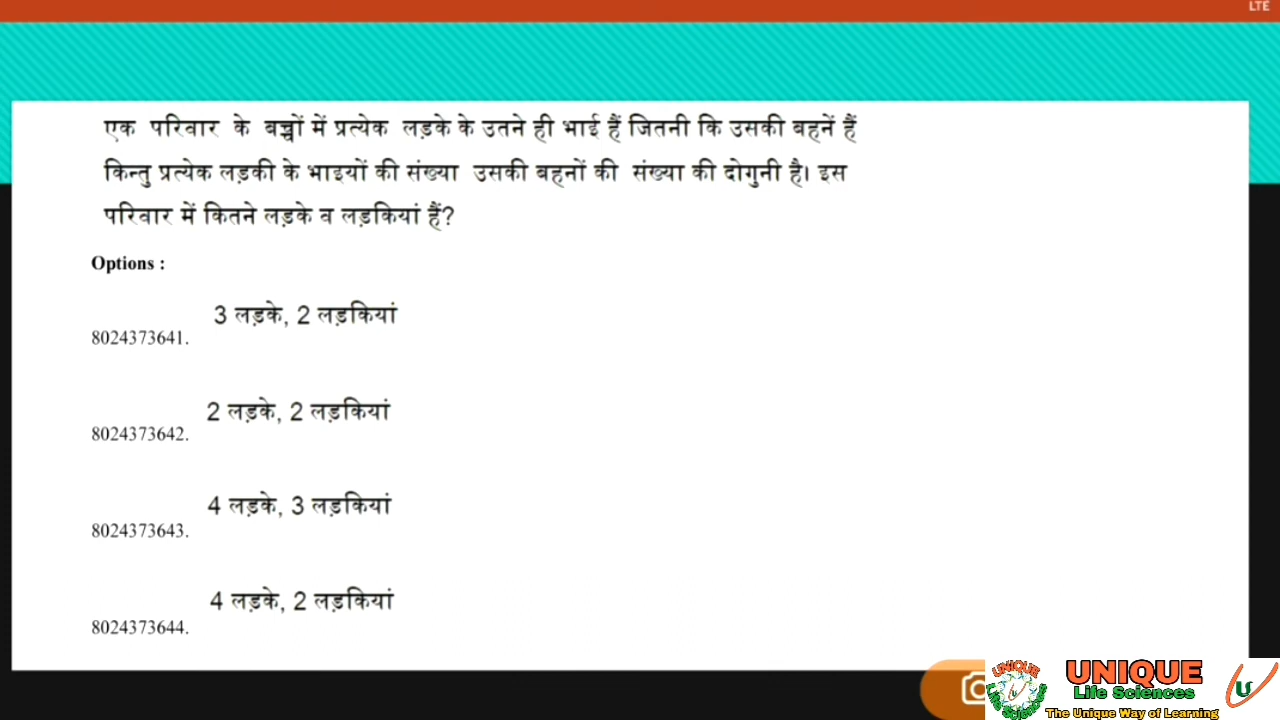 LTE
एक परिवार के बच्चों में प्रत्येक लड़के के उतने ही भाई हैं जितनी कि उसकी बहनें हैं
किन्तु प्रत्येक लड़की के भाइयों की संख्या उसकी बहनों की संख्या की दोगुनी है। इस
परिवार में कितने लड़के व लड़कियां हैं?
Options :
3 लड़के, 2 लड़कियां
8024373641.
2 लड़के, 2 लड़कियां
8024373642.
4 लड़के, 3 लड़कियां
8024373643.
4 लड़के, 2 लड़कियां
8024373644.
UNIQUE
Life Sciences
The Unique Way of Learning